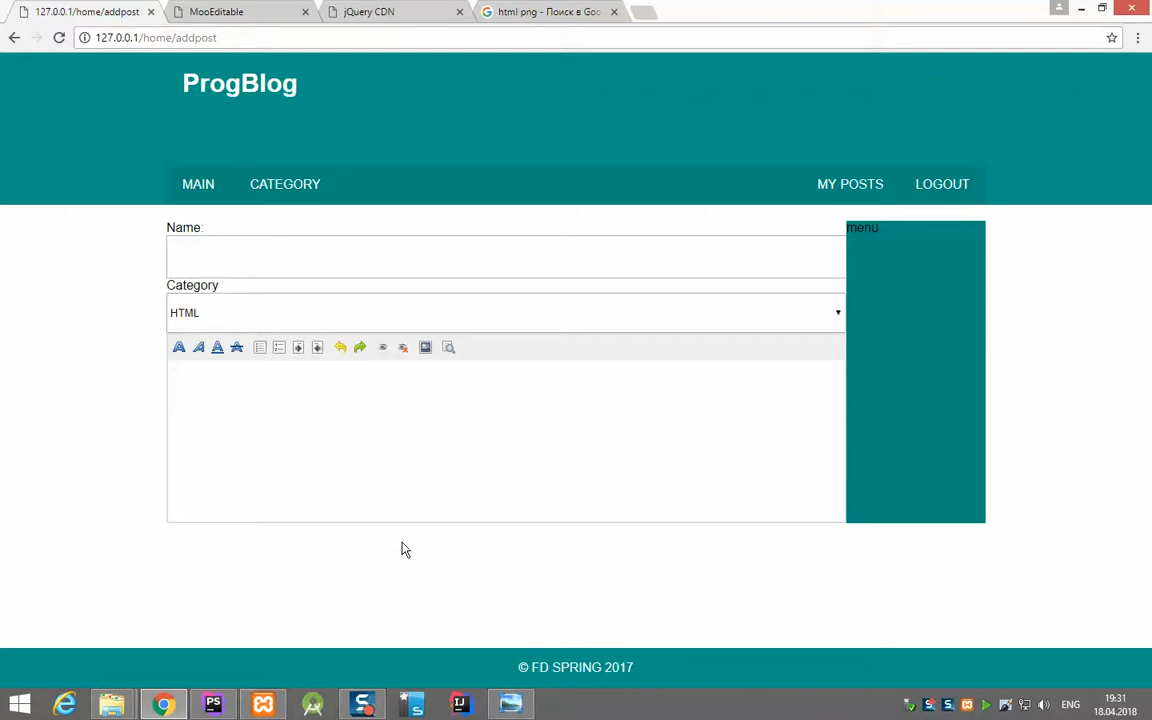 127.0.0.1/home/addpost
MooEditable
jQuery CDN
html png - Поиск в Goo
127.0.0.1/home/addpost
ProgBlog
MAIN
CATEGORY
MY POSTS
LOGOUT
Name:
menu
Category
HTML
© FD SPRING 2017
PS
IJ
ENG
19:31
18.04.2018